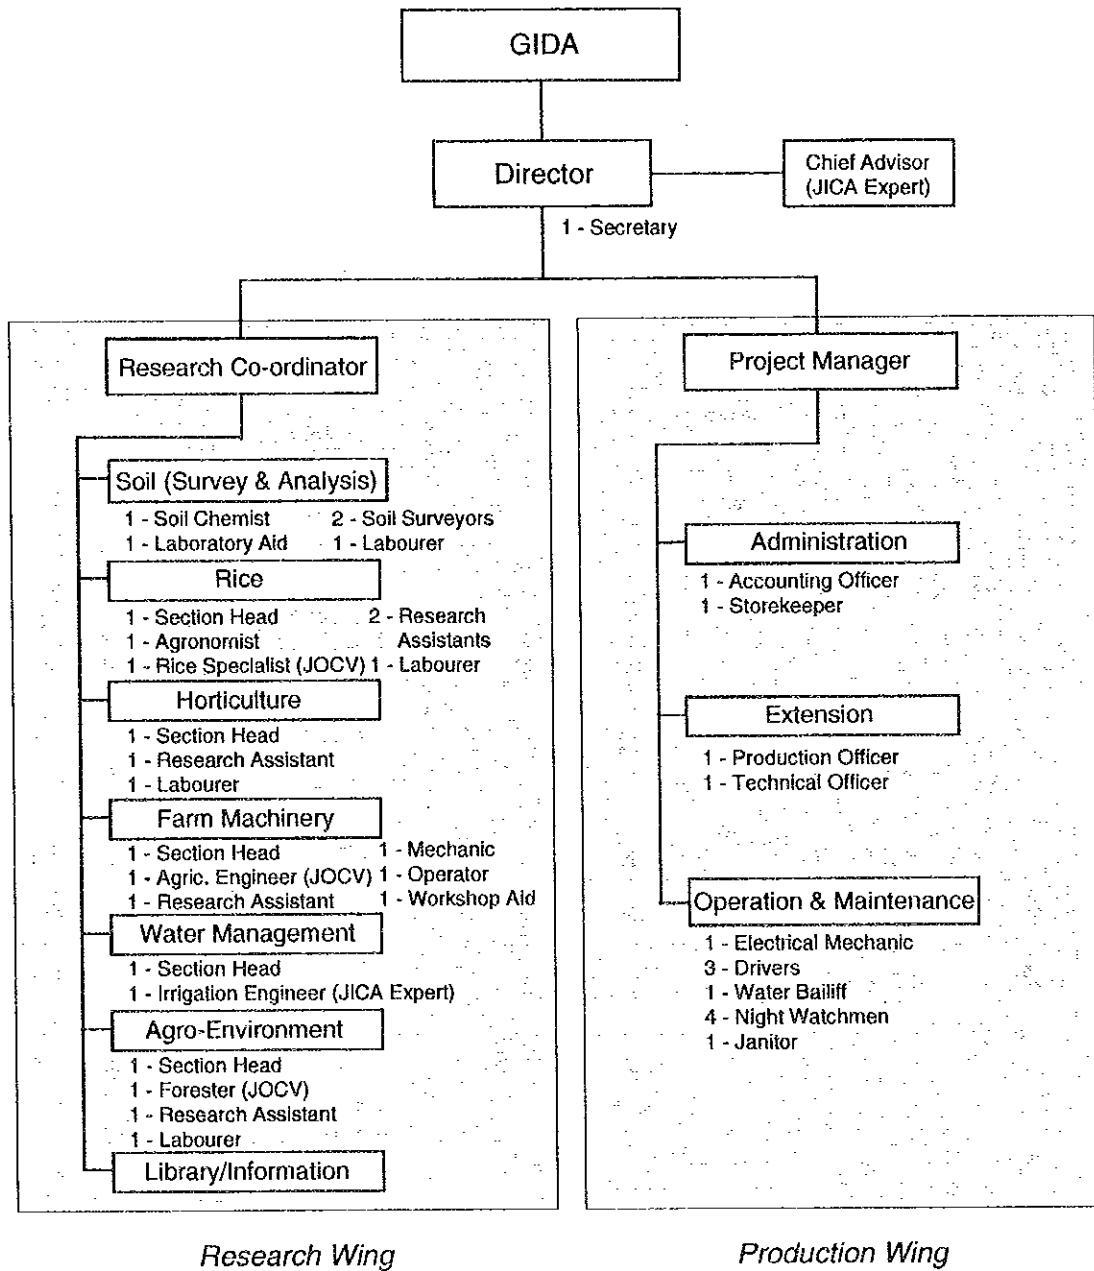 GIDA
Director
Chief Advisor
(JICA Expert)
1 - Secretary
Research Co-ordinator
Soil (Survey & Analysis)
1 - Soil Chemist 2 - Soil Surveyors
1 - Laboratory Aid 1 - Labourer
Rice
1 - Section Head 2 - Research
1 - Agronomist Assistants
1 - Rice Specialist (JOCV) 1 - Labourer
Horticulture
1 - Section Head
1 - Research Assistant
1 - Labourer
Farm Machinery
1 - Section Head 1 - Mechanic
1 - Agric. Engineer (JOCV) 1 - Operator
1 - Research Assistant 1 - Workshop Aid
Water Management
1 - Section Head
1 - Irrigation Engineer (JICA Expert)
Agro-Environment
1 - Section Head
1 - Forester (JOCV)
1 - Research Assistant
1 - Labourer
Library/Information
Research Wing
Project Manager
Administration
1 - Accounting Officer
1 - Storekeeper
Extension
1 - Production Officer
1 - Technical Officer
Operation & Maintenance
1 - Electrical Mechanic
3 - Drivers
1 - Water Bailiff
4 - Night Watchmen
1 - Janitor
Production Wing